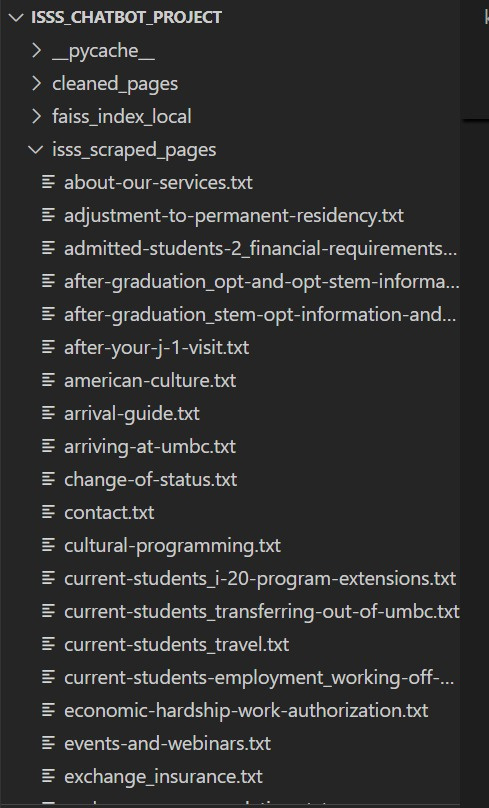 ISSS_CHATBOT_PROJECT
__pycache__
cleaned_pages
faiss_index_local
isss_scraped_pages
about-our-services.txt
adjustment-to-permanent-residency.txt
admitted-students-2_financial-requirements...
after-graduation_opt-and-opt-stem-informa...
after-graduation_stem-opt-information-and...
after-your-j-1-visit.txt
american-culture.txt
arrival-guide.txt
arriving-at-umbc.txt
change-of-status.txt
contact.txt
cultural-programming.txt
current-students_i-20-program-extensions.txt
current-students_transferring-out-of-umbc.txt
current-students_travel.txt
current-students-employment_working-off-...
economic-hardship-work-authorization.txt
events-and-webinars.txt
exchange_insurance.txt